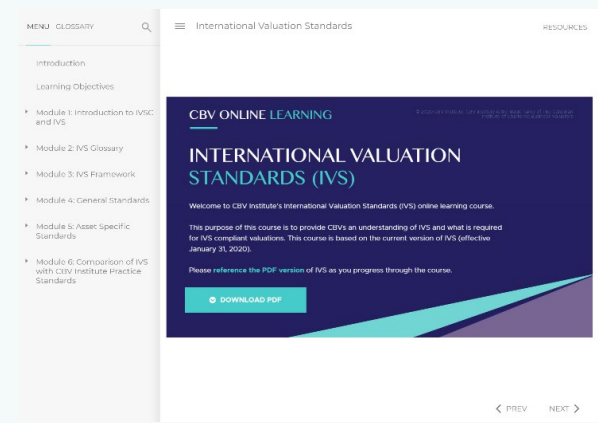 MENU GLOSSARY
International Valuation Standards
RESOURCES
Introduction
Learning Objectives
Module 1: Introduction to IVSC
and IVS
Module 2: IVS Glossary
Module 3: IVS Framework
Module 4: General Standards
Module 5: Asset Specific
Standards
Module 6: Comparison of IVS
with CBV Institute Practice
Standards
CBV ONLINE LEARNING
INTERNATIONAL VALUATION
STANDARDS (IVS)
Welcome to CBV Institute's International Valuation Standards (IVS) online learning course.
This purpose of this course is to provide CBVs an understanding of IVS and what is required
for IVS compliant valuations. This course is based on the current version of IVS (effective
January 31, 2020).
Please reference the PDF version of IVS as you progress through the course.
DOWNLOAD PDF
PREV NEXT